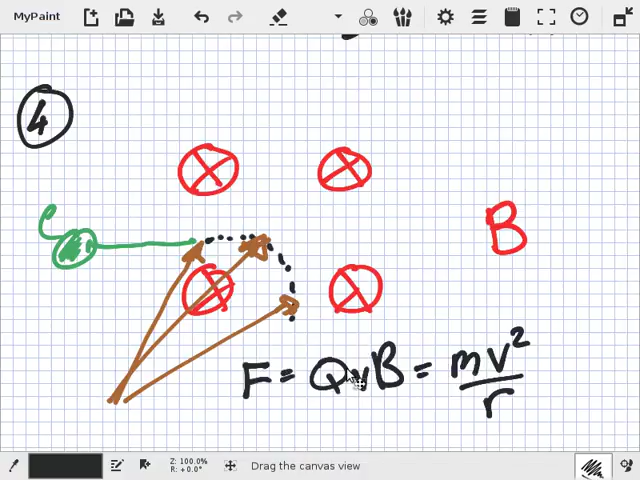 MyPaint
4
B
F = QvB = mv²/r
Z: 100.0%
R: +0.0°
Drag the canvas view